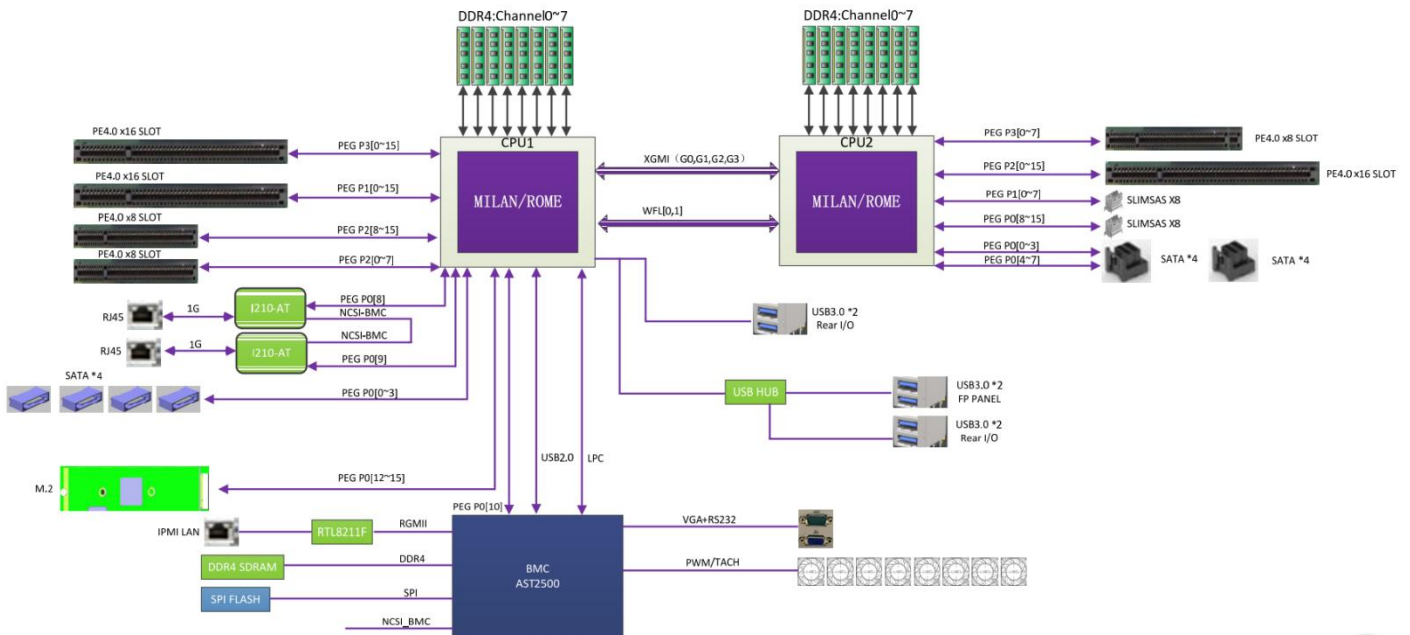 DDR4:Channel0~7
DDR4:Channel0~7
PE4.0 x16 SLOT
PEG P3[0~15]
CPU1
MILAN/ROME
XGMI（G0,G1,G2,G3）
WFL[0,1]
CPU2
MILAN/ROME
PEG P3[0~7]
PE4.0 x8 SLOT
PEG P2[0~15]
PE4.0 x16 SLOT
PEG P1[0~7]
SLIMSAS X8
PEG P0[8~15]
SLIMSAS X8
PEG P0[0~3]
PEG P0[4~7]
SATA *4
SATA *4
PE4.0 x16 SLOT
PEG P1[0~15]
PE4.0 x8 SLOT
PEG P2[8~15]
PE4.0 x8 SLOT
PEG P2[0~7]
RJ45
1G
I210-AT
PEG P0[8]
NCSI-BMC
NCSI-BMC
RJ45
1G
I210-AT
PEG P0[9]
SATA *4
PEG P0[0~3]
USB3.0 *2
Rear I/O
USB HUB
USB3.0 *2
FP PANEL
USB3.0 *2
Rear I/O
M.2
PEG P0[12~15]
USB2.0
LPC
PEG P0[10]
IPMI LAN
RTL8211F
RGMII
DDR4 SDRAM
DDR4
SPI FLASH
SPI
NCSI_BMC
BMC
AST2500
VGA+RS232
PWM/TACH